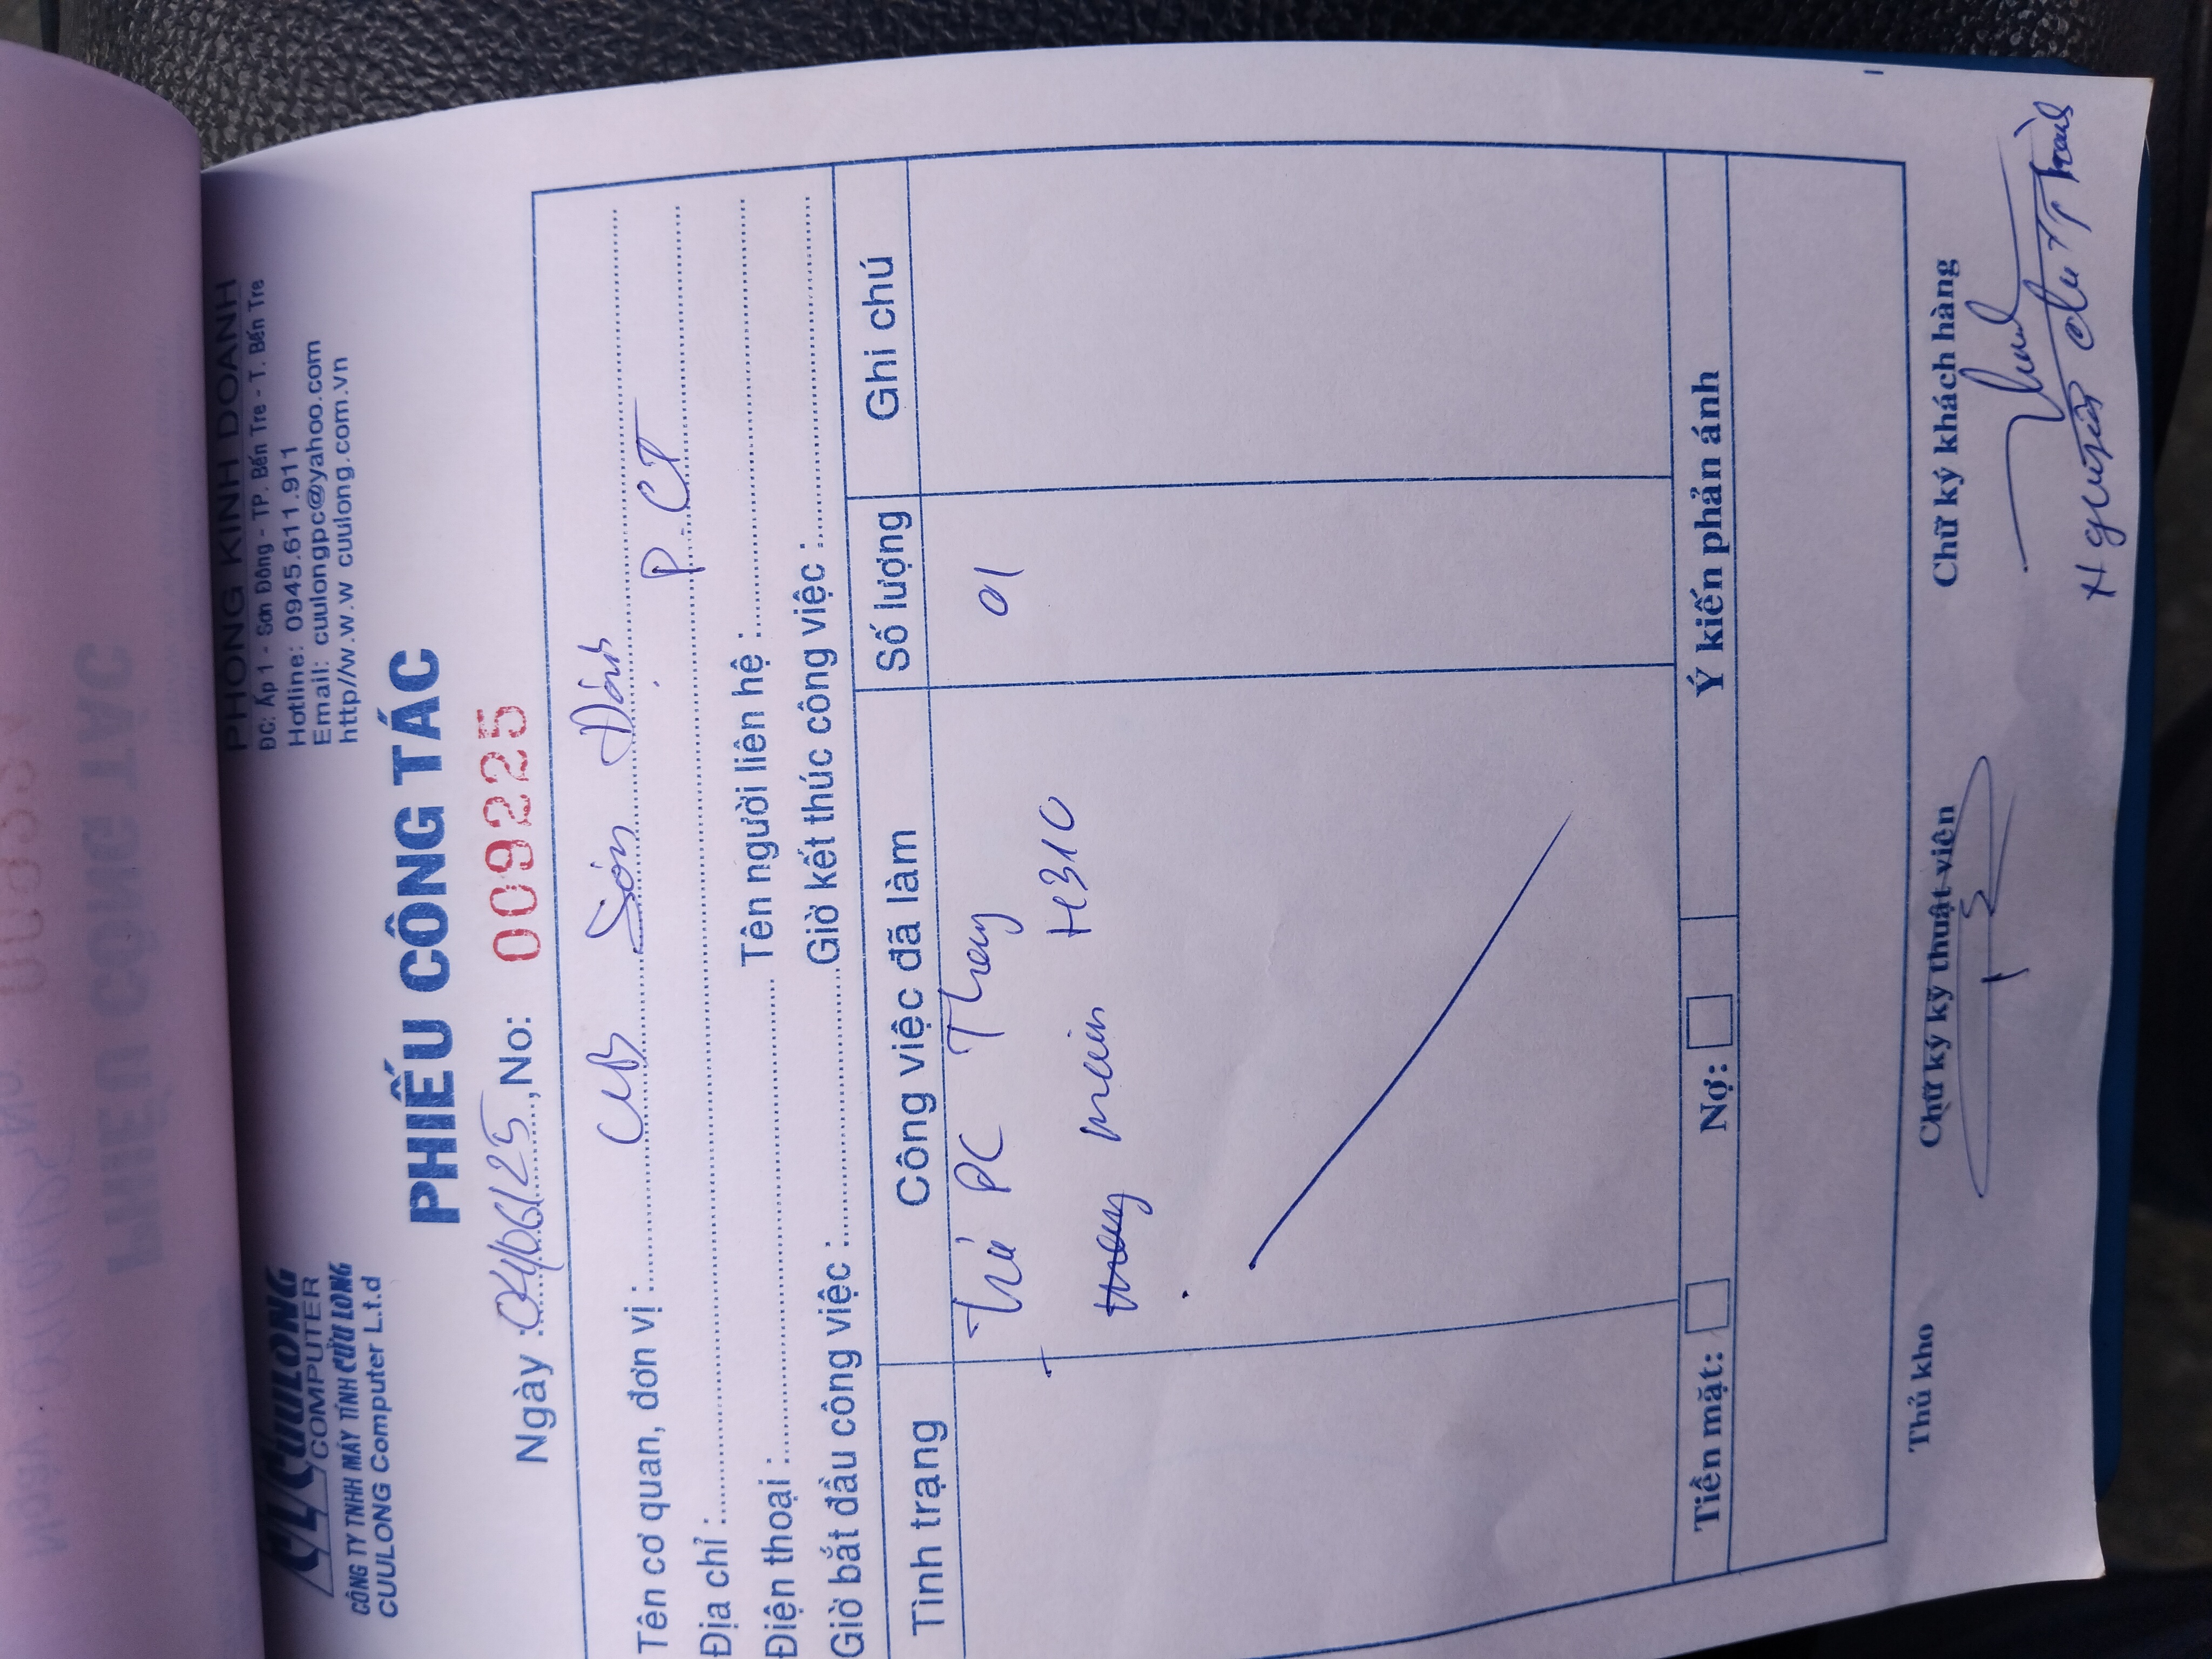 CUULONG
COMPUTER
CÔNG TY TNHH MÁY TÍNH CỬU LONG
CUULONG Computer L.t.d
PHÒNG KINH DOANH
ĐC: Ấp 1 - Sơn Đông - TP. Bến Tre - T. Bến Tre
Hotline: 0945.611.911
Email: cuulongpc@yahoo.com
http//w.w.w cuulong.com.vn
PHIẾU CÔNG TÁC
Ngày : 04/06/25, No: 009225
Tên cơ quan, đơn vị : UB Sơn Định
Địa chỉ : P. CT
Điện thoại : Tên người liên hệ :
Giờ bắt đầu công việc : Giờ kết thúc công việc :
Tình trạng Công việc đã làm Số lượng Ghi chú
Trả PC Thay 01
main H310
Tiền mặt: Nợ: Ý kiến phản ánh
Thủ kho Chữ ký kỹ thuật viên Chữ ký khách hàng